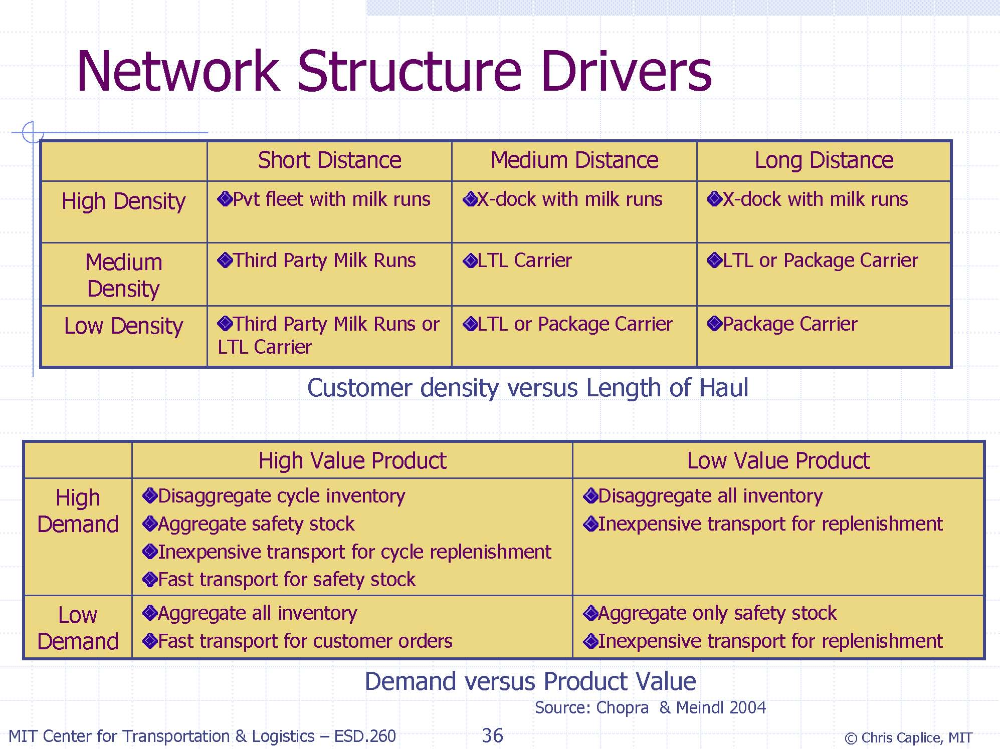 Network Structure Drivers
Short Distance
Medium Distance
Long Distance
High Density
Pvt fleet with milk runs
X-dock with milk runs
X-dock with milk runs
Medium
Density
Third Party Milk Runs
LTL Carrier
LTL or Package Carrier
Low Density
Third Party Milk Runs or
LTL Carrier
LTL or Package Carrier
Package Carrier
Customer density versus Length of Haul
High Value Product
Low Value Product
High
Demand
Disaggregate cycle inventory
Aggregate safety stock
Inexpensive transport for cycle replenishment
Fast transport for safety stock
Disaggregate all inventory
Inexpensive transport for replenishment
Low
Demand
Aggregate all inventory
Fast transport for customer orders
Aggregate only safety stock
Inexpensive transport for replenishment
Demand versus Product Value
Source: Chopra & Meindl 2004
MIT Center for Transportation & Logistics – ESD.260
36
© Chris Caplice, MIT